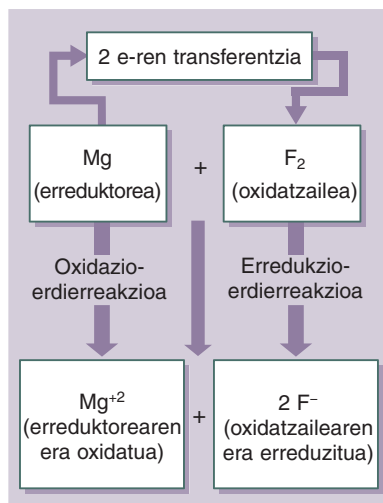 2 e-ren transferentzia
Mg
(erreduktorea)
+
F₂
(oxidatzailea)
Oxidazio-
erdierreakzioa
Erredukzio-
erdierreakzioa
Mg⁺²
(erreduktorearen
era oxidatua)
+
2 F⁻
(oxidatzailearen
era erreduzitua)